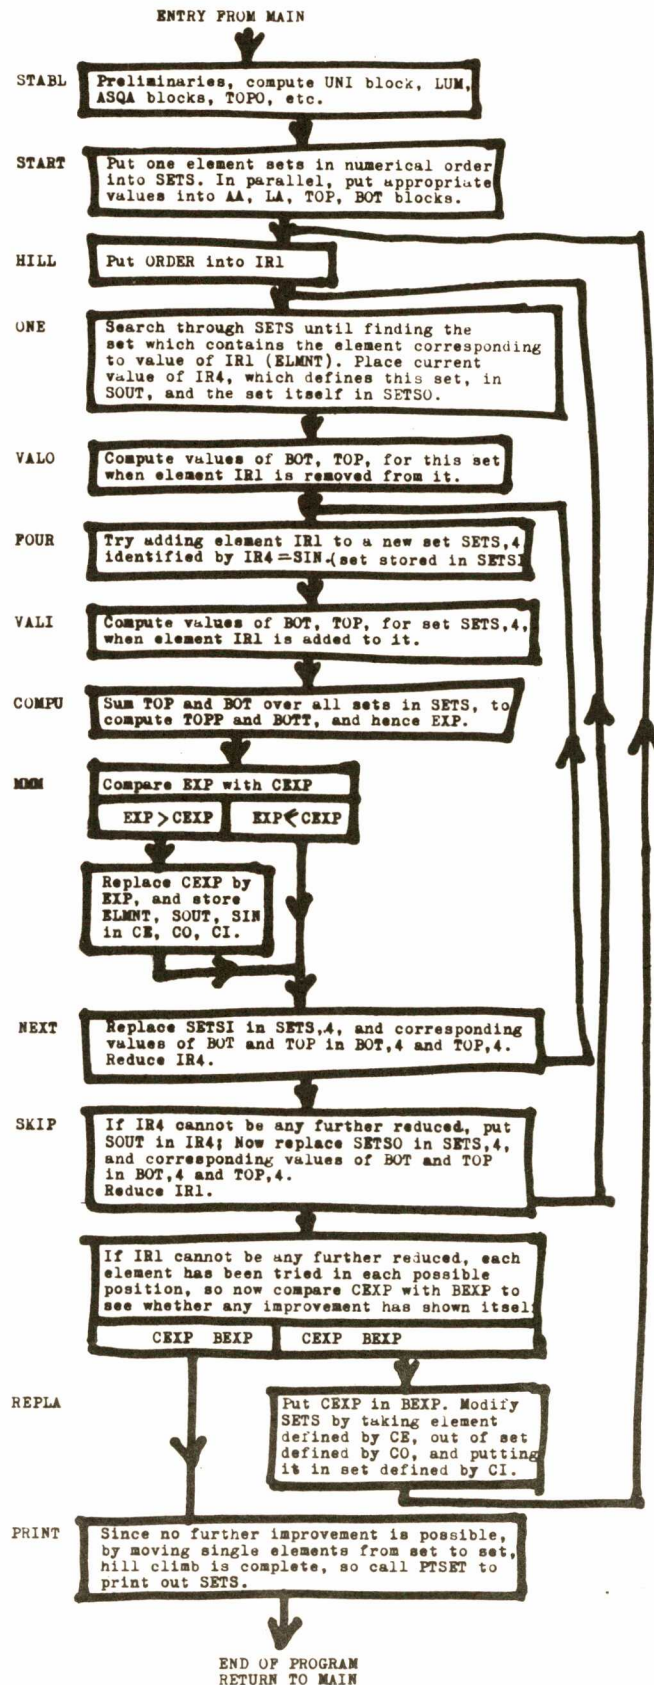 ENTRY FROM MAIN
STABL
Preliminaries, compute UNI block, LUM,
ASQA blocks, TOPO, etc.
START
Put one element sets in numerical order
into SETS. In parallel, put appropriate
values into AA, LA, TOP, BOT blocks.
HILL
Put ORDER into IR1
ONE
Search through SETS until finding the
set which contains the element corresponding
to value of IR1 (ELMNT). Place current
value of IR4, which defines this set, in
SOUT, and the set itself in SETSO.
VALO
Compute values of BOT, TOP, for this set
when element IR1 is removed from it.
FOUR
Try adding element IR1 to a new set SETS,4
identified by IR4=SIN.(set stored in SETSI
VALI
Compute values of BOT, TOP, for set SETS,4,
when element IR1 is added to it.
COMPU
Sum TOP and BOT over all sets in SETS, to
compute TOPP and BOTT, and hence EXP.
MMM
Compare EXP with CEXP
EXP > CEXP EXP < CEXP
Replace CEXP by
EXP, and store
ELMNT, SOUT, SIN
in CE, CO, CI.
NEXT
Replace SETSI in SETS,4, and corresponding
values of BOT and TOP in BOT,4 and TOP,4.
Reduce IR4.
SKIP
If IR4 cannot be any further reduced, put
SOUT in IR4; Now replace SETSO in SETS,4,
and corresponding values of BOT and TOP
in BOT,4 and TOP,4.
Reduce IR1.
If IR1 cannot be any further reduced, each
element has been tried in each possible
position, so now compare CEXP with BEXP to
see whether any improvement has shown itself
CEXP BEXP CEXP BEXP
REPLA
Put CEXP in BEXP. Modify
SETS by taking element
defined by CE, out of set
defined by CO, and putting
it in set defined by CI.
PRINT
Since no further improvement is possible,
by moving single elements from set to set,
hill climb is complete, so call PTSET to
print out SETS.
END OF PROGRAM
RETURN TO MAIN